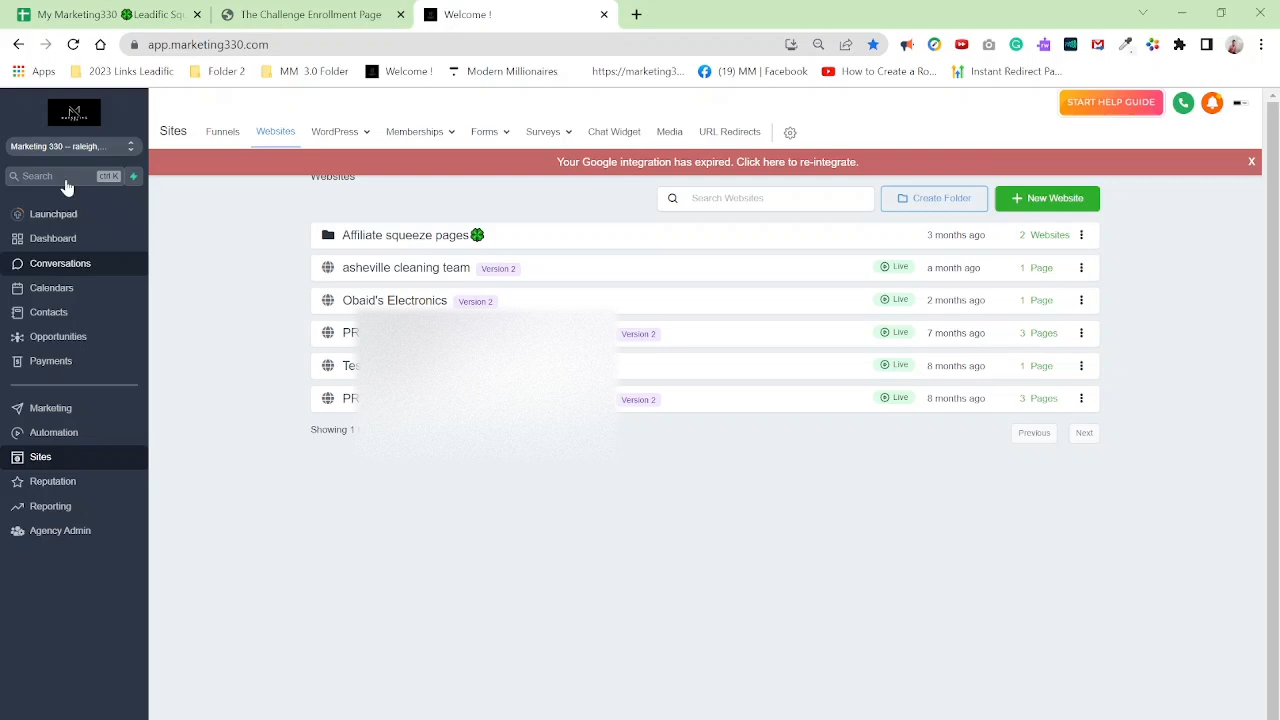 My Marketing330 🍀Leadific Squ
The Challenge Enrollment Page
Welcome !
app.marketing330.com
Apps
2023 Links Leadific
Folder 2
MM 3.0 Folder
Welcome !
Modern Millionaires
https://marketing3...
(19) MM | Facebook
How to Create a Ro...
Instant Redirect Pa...
START HELP GUIDE
Marketing 330 -- raleigh,...
Search
ctrl K
Launchpad
Dashboard
Conversations
Calendars
Contacts
Opportunities
Payments
Marketing
Automation
Sites
Reputation
Reporting
Agency Admin
Sites
Funnels
Websites
WordPress
Memberships
Forms
Surveys
Chat Widget
Media
URL Redirects
Your Google integration has expired. Click here to re-integrate.
X
Websites
Search Websites
Create Folder
+ New Website
Affiliate squeeze pages🍀 3 months ago 2 Websites
asheville cleaning team Version 2 Live a month ago 1 Page
Obaid's Electronics Version 2 Live 2 months ago 1 Page
PR Version 2 Live 7 months ago 3 Pages
Tes Live 8 months ago 1 Page
PR Version 2 Live 8 months ago 3 Pages
Showing 1
Previous
Next